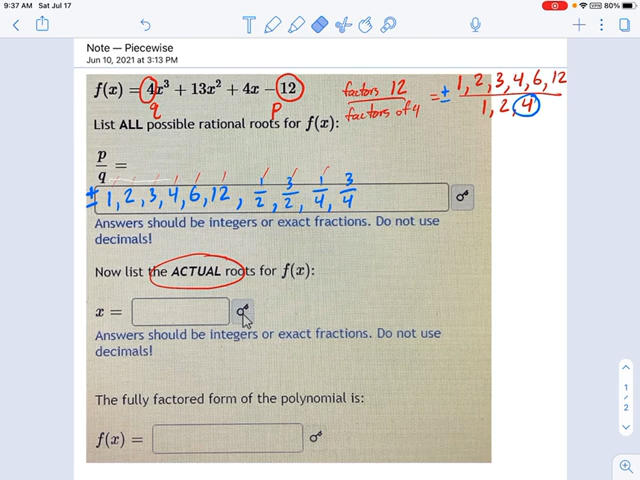 9:37 AM Thu Jun 17
80%
Note — Piecewise
Jun 10, 2021 at 3:13 PM
f(x) = 4x³ + 13x² + 4x − 12
q p
factors 12 / factors of 4 = ± 1, 2, 3, 4, 6, 12 / 1, 2, 4
List ALL possible rational roots for f(x):
p/q =
± 1, 2, 3, 4, 6, 12, 1/2, 3/2, 1/4, 3/4
Answers should be integers or exact fractions. Do not use
decimals!
Now list the ACTUAL roots for f(x):
x =
Answers should be integers or exact fractions. Do not use
decimals!
The fully factored form of the polynomial is:
f(x) =
1
/
2